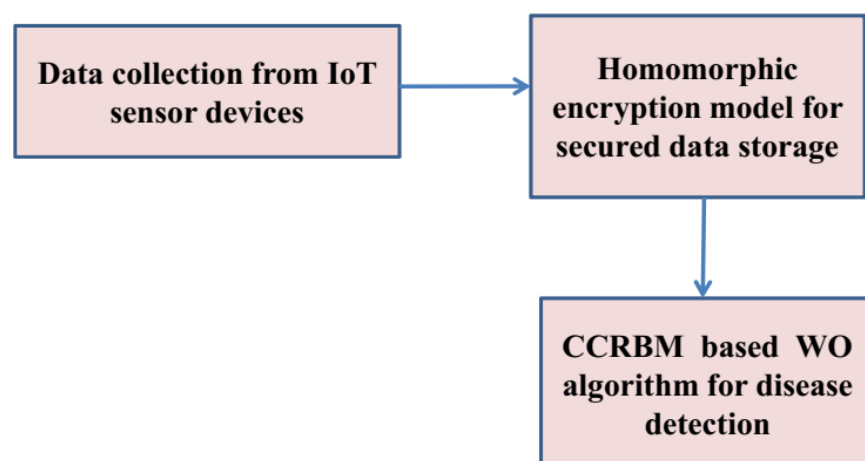 Data collection from IoT
sensor devices
Homomorphic
encryption model for
secured data storage
CCRBM based WO
algorithm for disease
detection